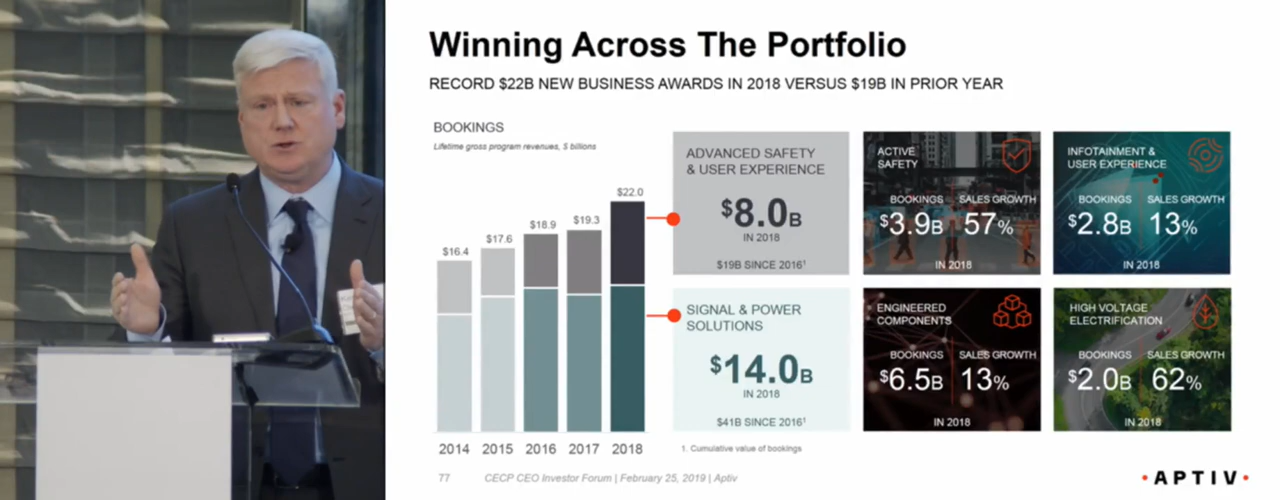 Winning Across The Portfolio
RECORD $22B NEW BUSINESS AWARDS IN 2018 VERSUS $19B IN PRIOR YEAR
BOOKINGS
Lifetime gross program revenues, $ billions
$16.4
$17.6
$18.9
$19.3
$22.0
2014 2015 2016 2017 2018
ADVANCED SAFETY
& USER EXPERIENCE
$8.0B
IN 2018
$19B SINCE 2016¹
SIGNAL & POWER
SOLUTIONS
$14.0B
IN 2018
$41B SINCE 2016¹
ACTIVE
SAFETY
BOOKINGS SALES GROWTH
$3.9B 57%
IN 2018
INFOTAINMENT &
USER EXPERIENCE
BOOKINGS SALES GROWTH
$2.8B 13%
IN 2018
ENGINEERED
COMPONENTS
BOOKINGS SALES GROWTH
$6.5B 13%
IN 2018
HIGH VOLTAGE
ELECTRIFICATION
BOOKINGS SALES GROWTH
$2.0B 62%
IN 2018
1. Cumulative value of bookings
77 CECP CEO Investor Forum | February 25, 2019 | Aptiv
• APTIV •